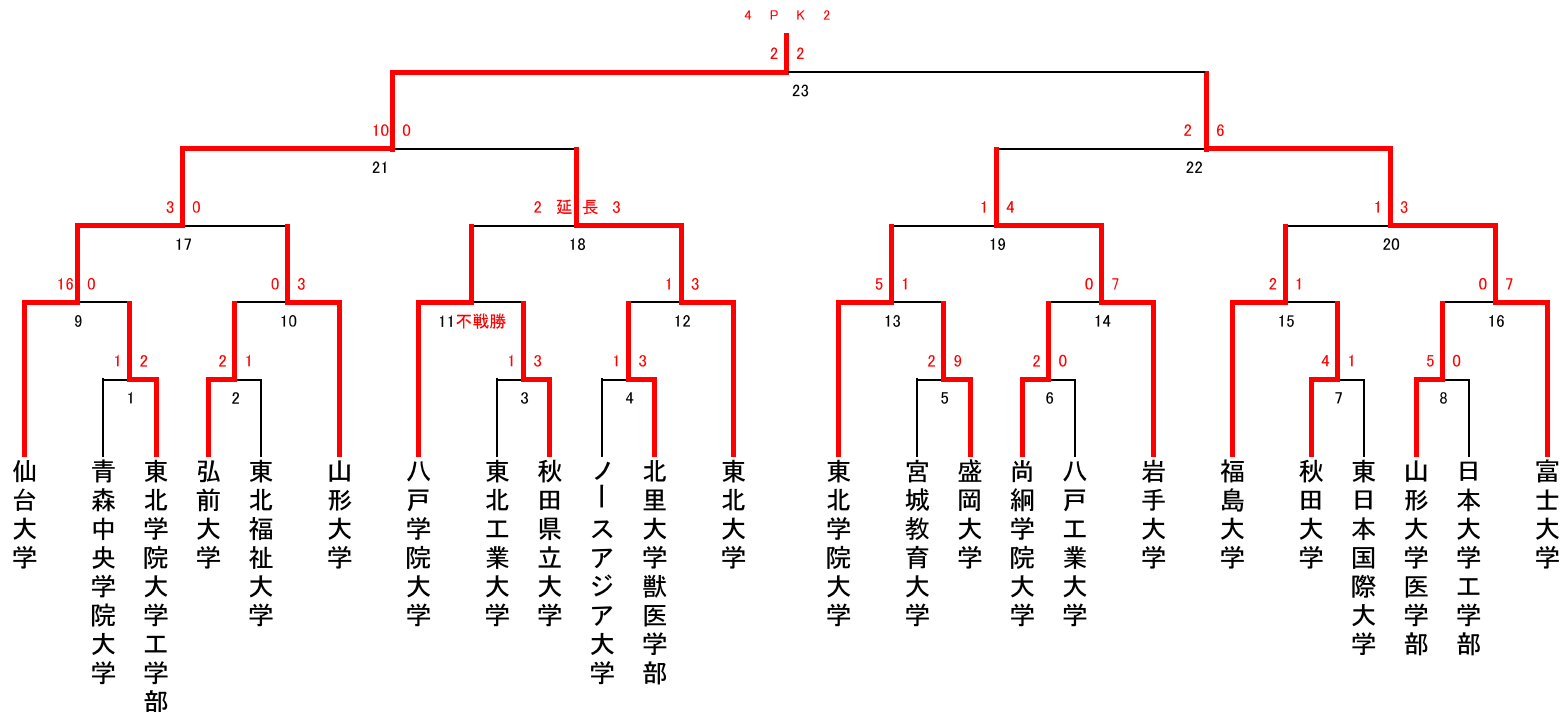 4 P K 2
2 2
23
10 0 2 6
21 22
3 0 2 延長 3 1 4 1 3
17 18 19 20
16 0 0 3 1 3 5 1 0 7 2 1 0 7
9 10 11不戦勝 12 13 14 15 16
1 2 2 1 1 3 1 3 2 9 2 0 4 1 5 0
1 2 3 4 5 6 7 8
仙台大学
青森中央学院大学
東北学院大学工学部
弘前大学
東北福祉大学
山形大学
八戸学院大学
東北工業大学
秋田県立大学
ノースアジア大学
北里大学獣医学部
東北大学
東北学院大学
宮城教育大学
盛岡大学
尚絅学院大学
八戸工業大学
岩手大学
福島大学
秋田大学
東日本国際大学
山形大学医学部
日本大学工学部
富士大学